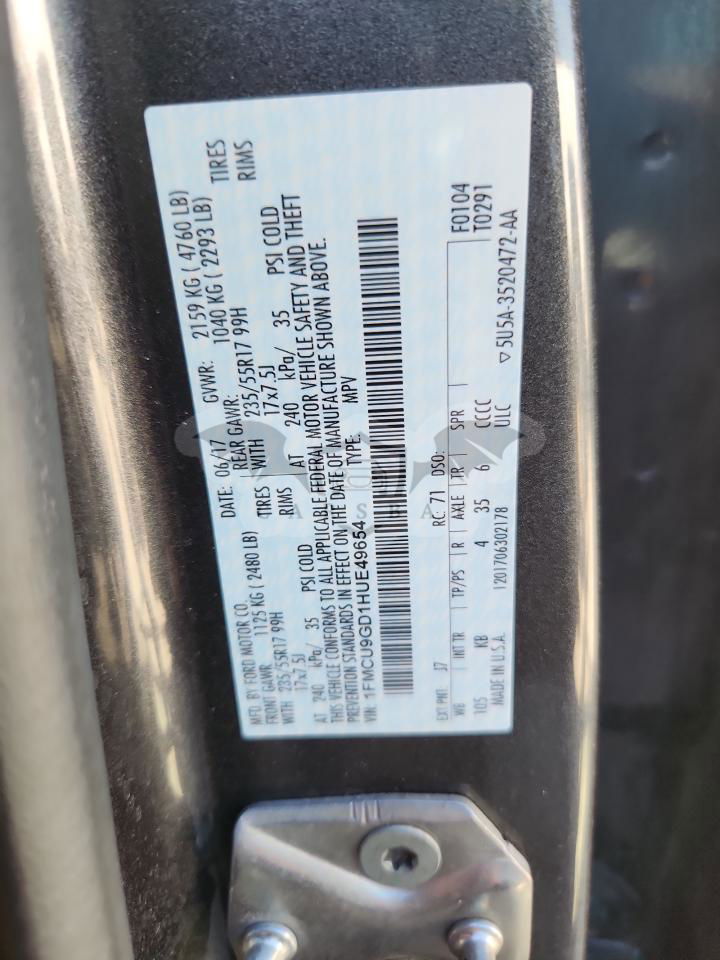 MFD. BY FORD MOTOR CO.
DATE: 06/17 GVWR: 2159 KG ( 4760 LB)
FRONT GAWR: 1125 KG ( 2480 LB) REAR GAWR: 1040 KG ( 2293 LB)
WITH 235/55R17 99H TIRES WITH 235/55R17 99H TIRES
17x7.5J RIMS 17x7.5J RIMS
AT 240 kPa/ 35 PSI COLD AT 240 kPa/ 35 PSI COLD
THIS VEHICLE CONFORMS TO ALL APPLICABLE FEDERAL MOTOR VEHICLE SAFETY AND THEFT
PREVENTION STANDARDS IN EFFECT ON THE DATE OF MANUFACTURE SHOWN ABOVE.
VIN: 1FMCU9GD1HUE49654 TYPE: MPV
EXT PNT: J7 RC: 71 DSO: F0104
WB INT TR TP/PS R AXLE TR SPR T0291
105 KB 4 35 6 CCCC
MADE IN U.S.A. 1201706302178 ULC ▽5U5A-3520472-AA